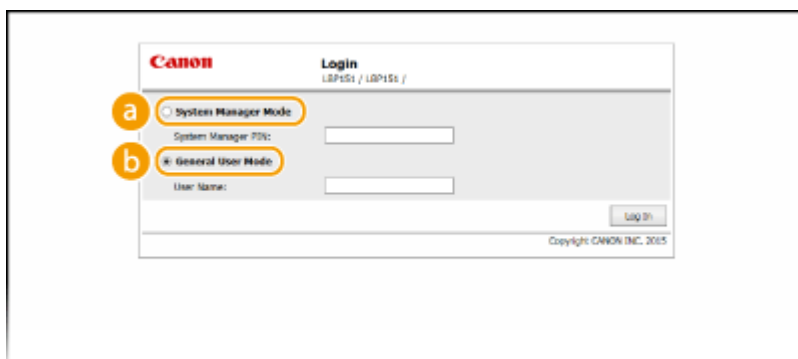 Canon
Login
LBP151 / LBP151 /
a
System Manager Mode
System Manager PIN:
b
General User Mode
User Name:
Log In
Copyright CANON INC. 2015